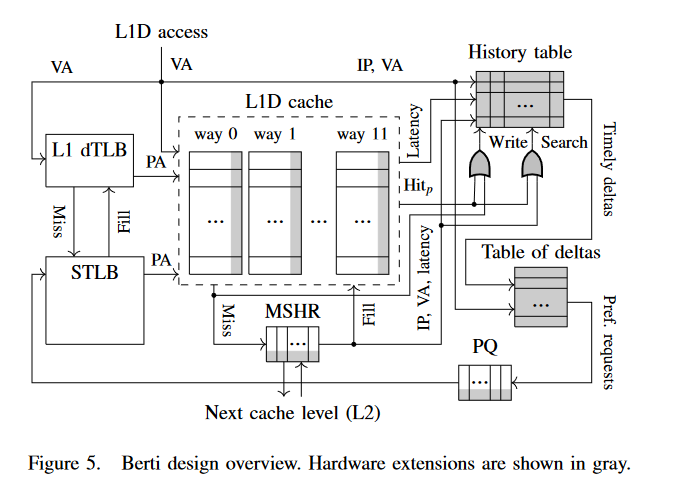 L1D access
VA
VA
IP, VA
History table
L1D cache
way 0
way 1
way 11
Latency
...
L1 dTLB
PA
Write
Search
Timely deltas
Hitp
...
...
...
Miss
Fill
STLB
PA
IP, VA, latency
Table of deltas
...
Miss
MSHR
Fill
...
Pref. requests
PQ
...
Next cache level (L2)
Figure 5. Berti design overview. Hardware extensions are shown in gray.